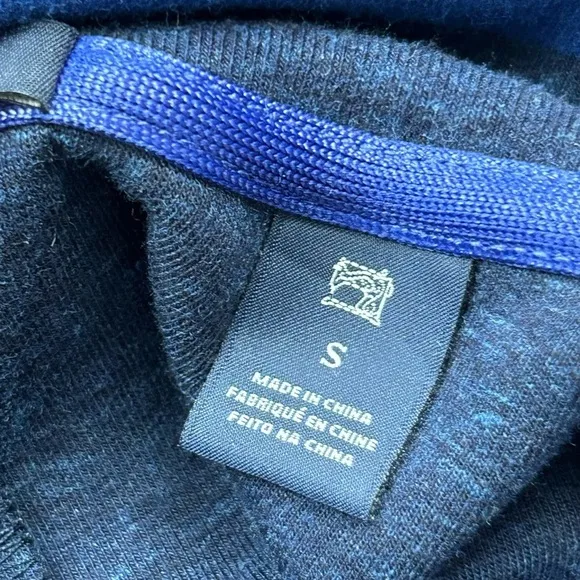 S
MADE IN CHINA
FABRIQUÉ EN CHINE
FEITO NA CHINA